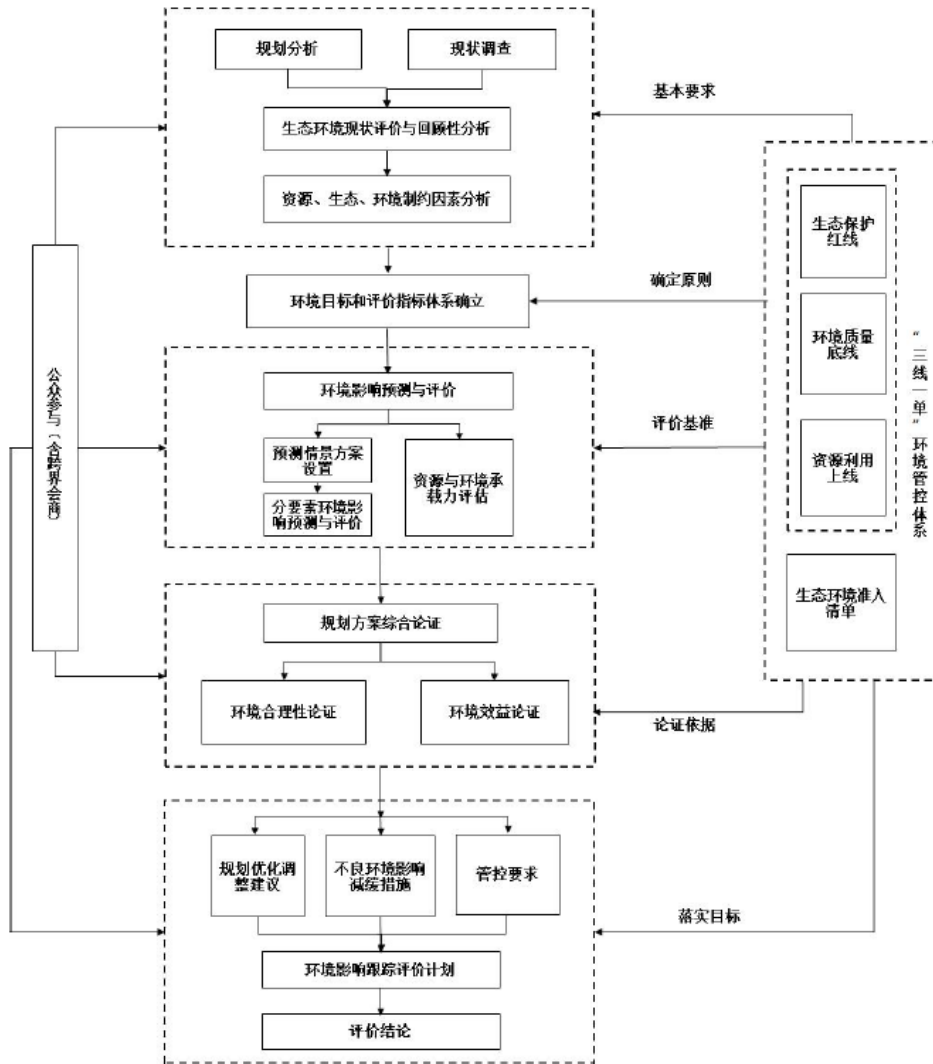 规划分析
现状调查
生态环境现状评价与回顾性分析
资源、生态、环境制约因素分析
基本要求
环境目标和评价指标体系确立
确定原则
公众参与（含跨界会商）
环境影响预测与评价
预测情景方案
设置
分要素环境影
响预测与评价
资源与环境承
载力评估
评价基准
生态保护
红线
环境质量
底线
资源利用
上线
生态环境准入
清单
“三线一单”环境管控体系
规划方案综合论证
环境合理性论证
环境效益论证
论证依据
规划优化调
整建议
不良环境影响
减缓措施
管控要求
落实目标
环境影响跟踪评价计划
评价结论